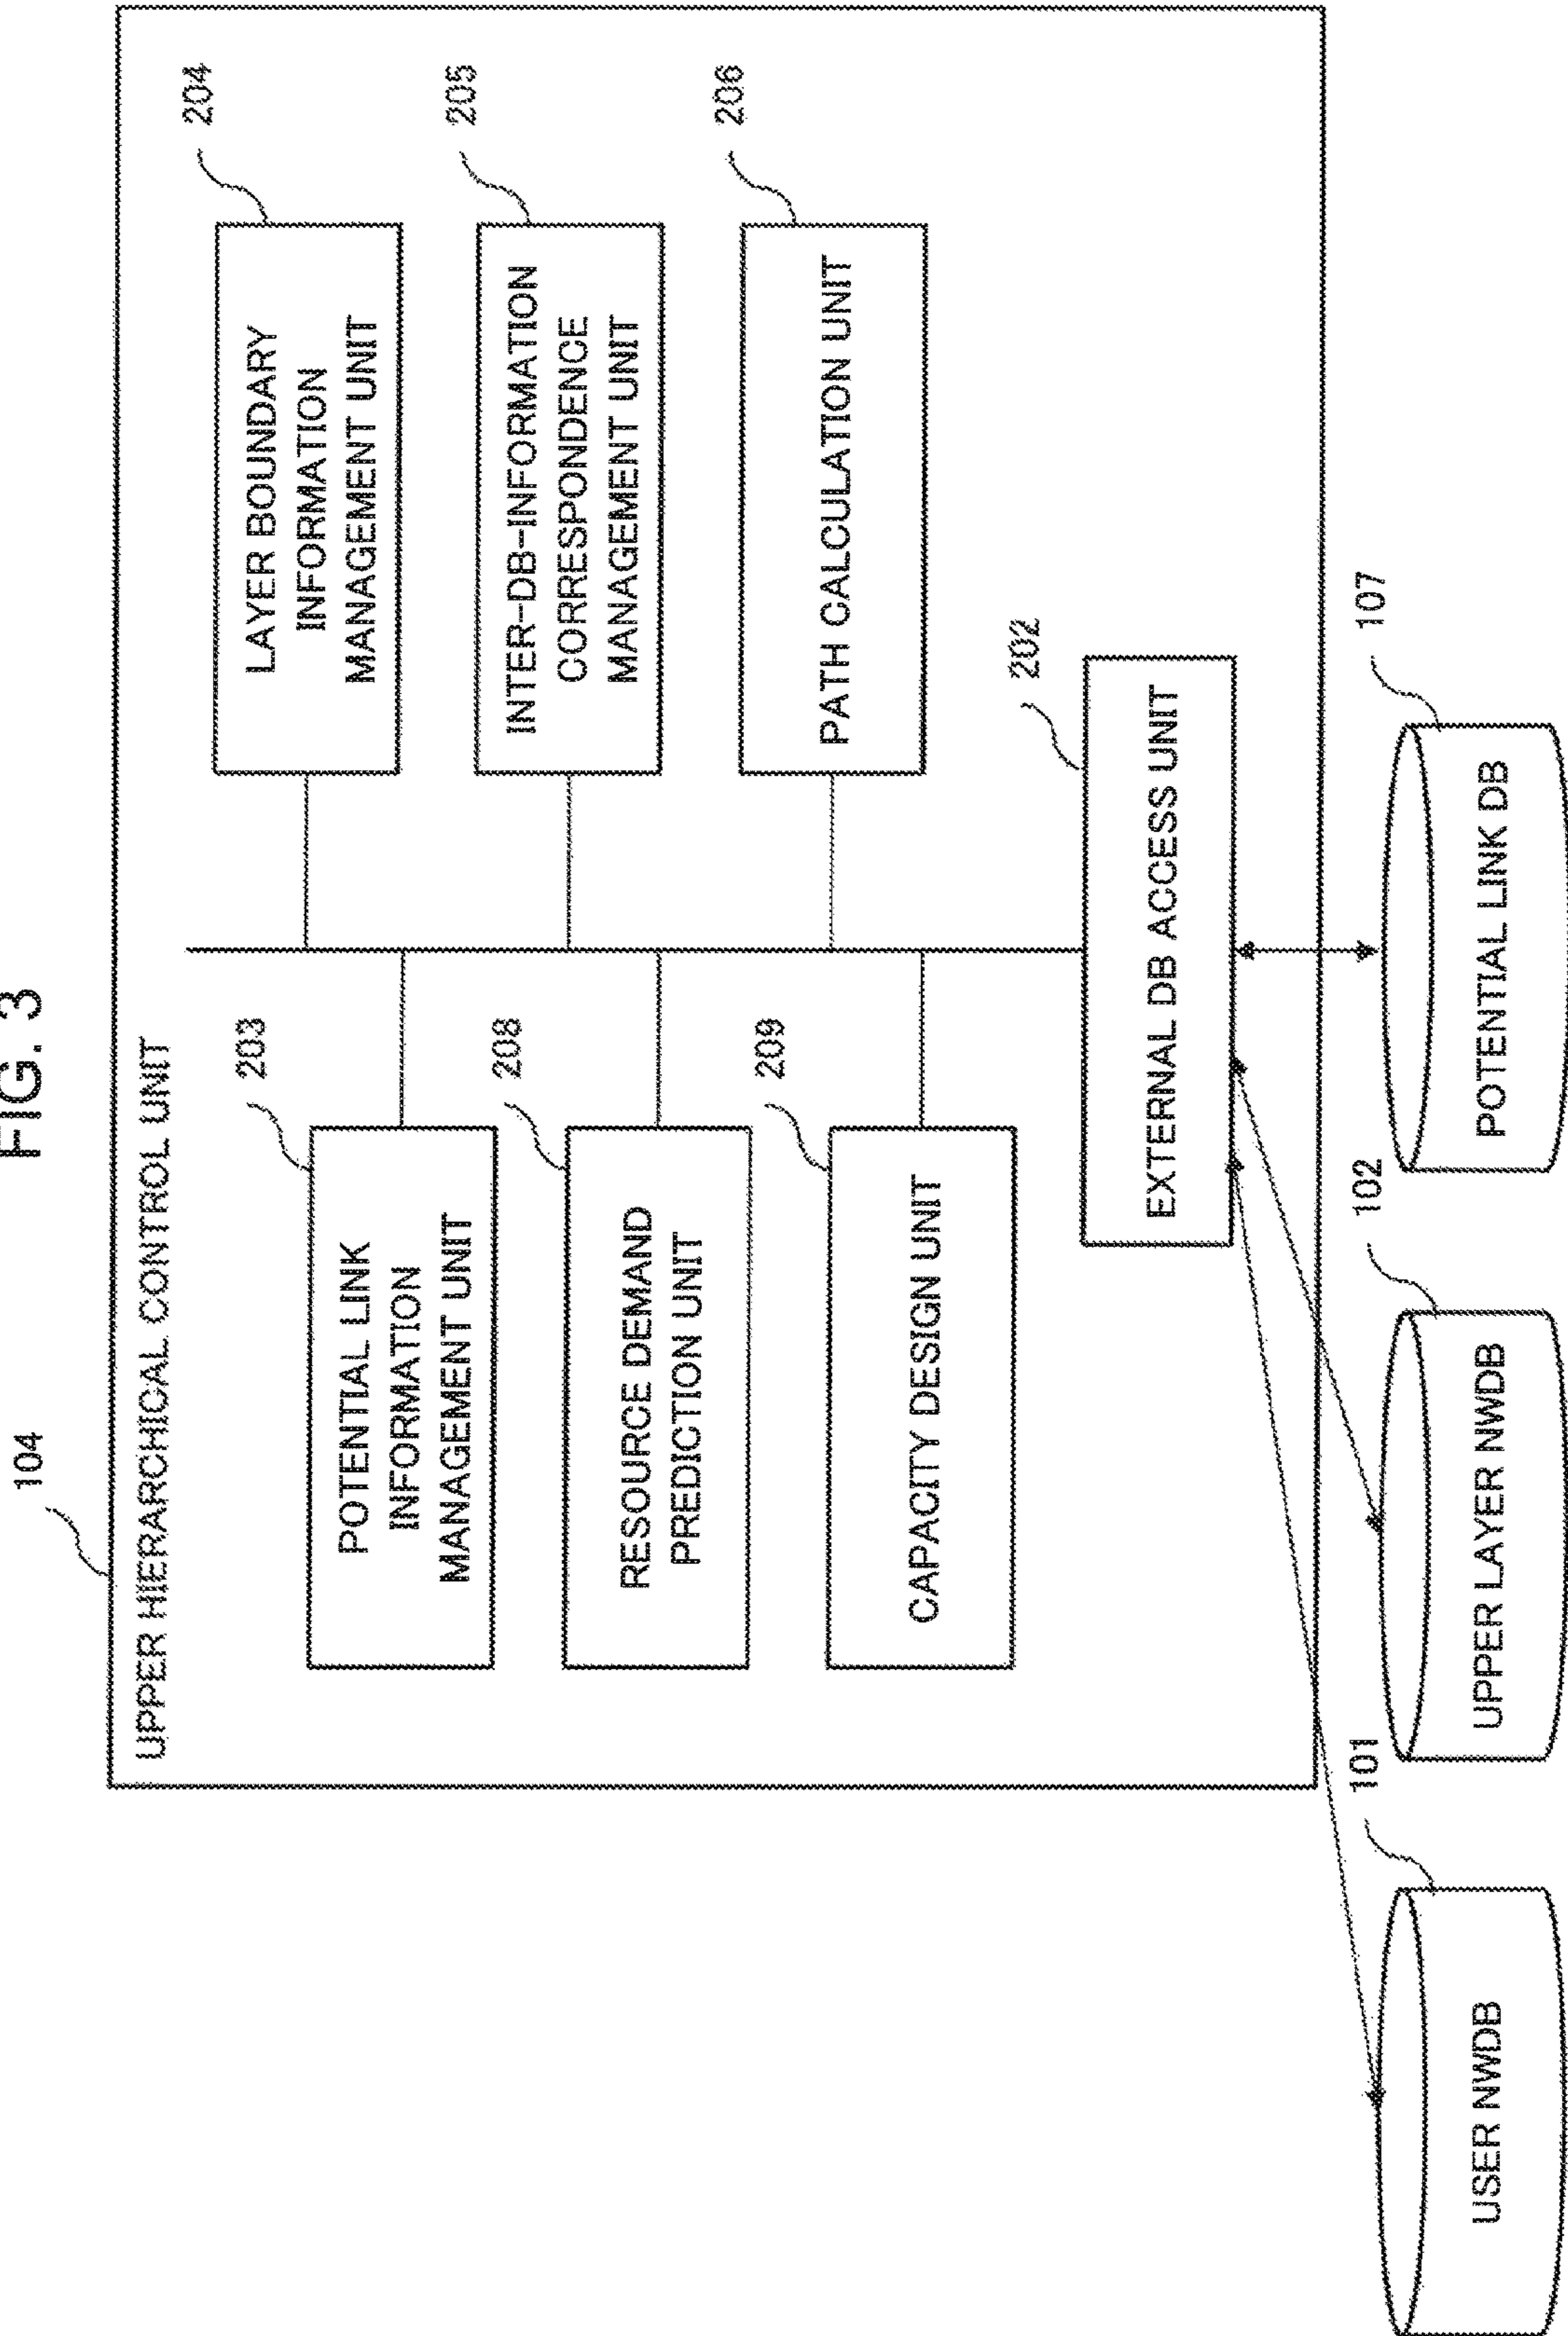 FIG. 3
104
UPPER HIERARCHICAL CONTROL UNIT
203
POTENTIAL LINK
INFORMATION
MANAGEMENT UNIT
204
LAYER BOUNDARY
INFORMATION
MANAGEMENT UNIT
208
RESOURCE DEMAND
PREDICTION UNIT
205
INTER-DB-INFORMATION
CORRESPONDENCE
MANAGEMENT UNIT
209
CAPACITY DESIGN UNIT
206
PATH CALCULATION UNIT
202
EXTERNAL DB ACCESS UNIT
101
USER NWDB
102
UPPER LAYER NWDB
107
POTENTIAL LINK DB